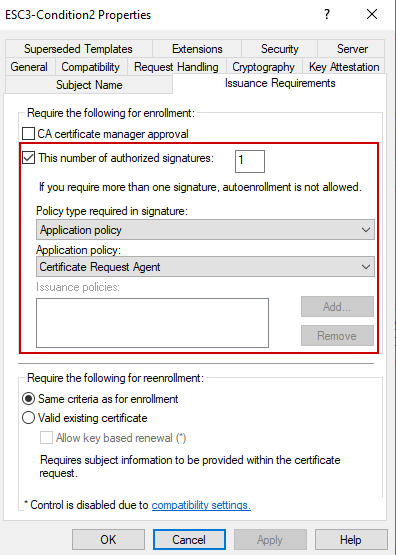 ESC3-Condition2 Properties
? X
Superseded Templates Extensions Security Server
General Compatibility Request Handling Cryptography Key Attestation
Subject Name Issuance Requirements
Require the following for enrollment:
CA certificate manager approval
This number of authorized signatures: 1
If you require more than one signature, autoenrollment is not allowed.
Policy type required in signature:
Application policy
Application policy:
Certificate Request Agent
Issuance policies:
Add...
Remove
Require the following for reenrollment:
Same criteria as for enrollment
Valid existing certificate
Allow key based renewal (*)
Requires subject information to be provided within the certificate
request.
* Control is disabled due to compatibility settings.
OK Cancel Apply Help